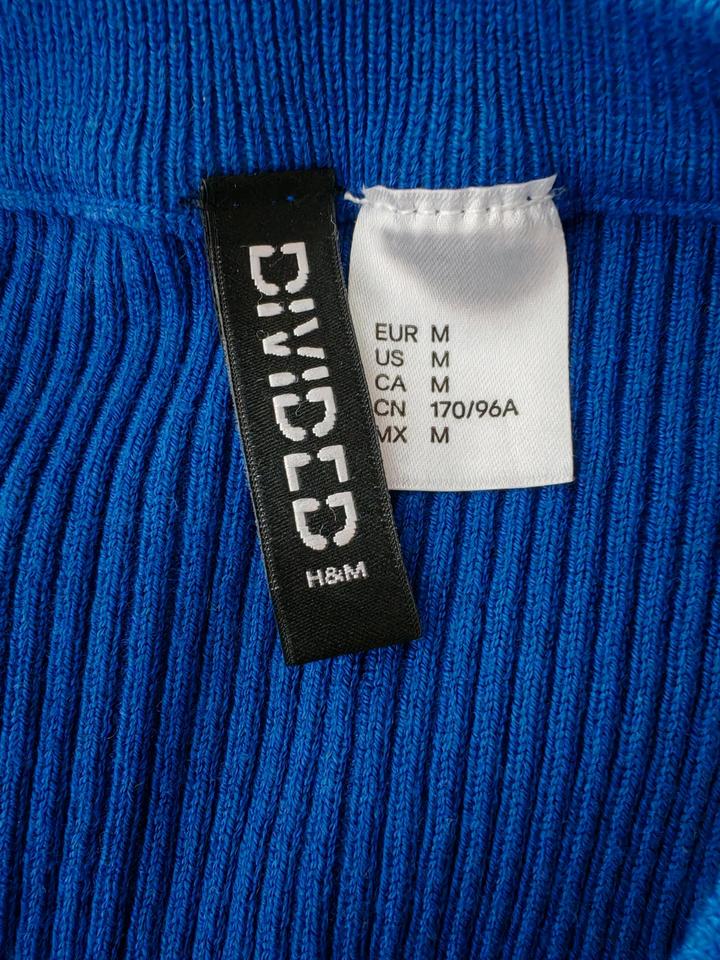 DIVIDED
H&M
EUR M
US M
CA M
CN 170/96A
MX M